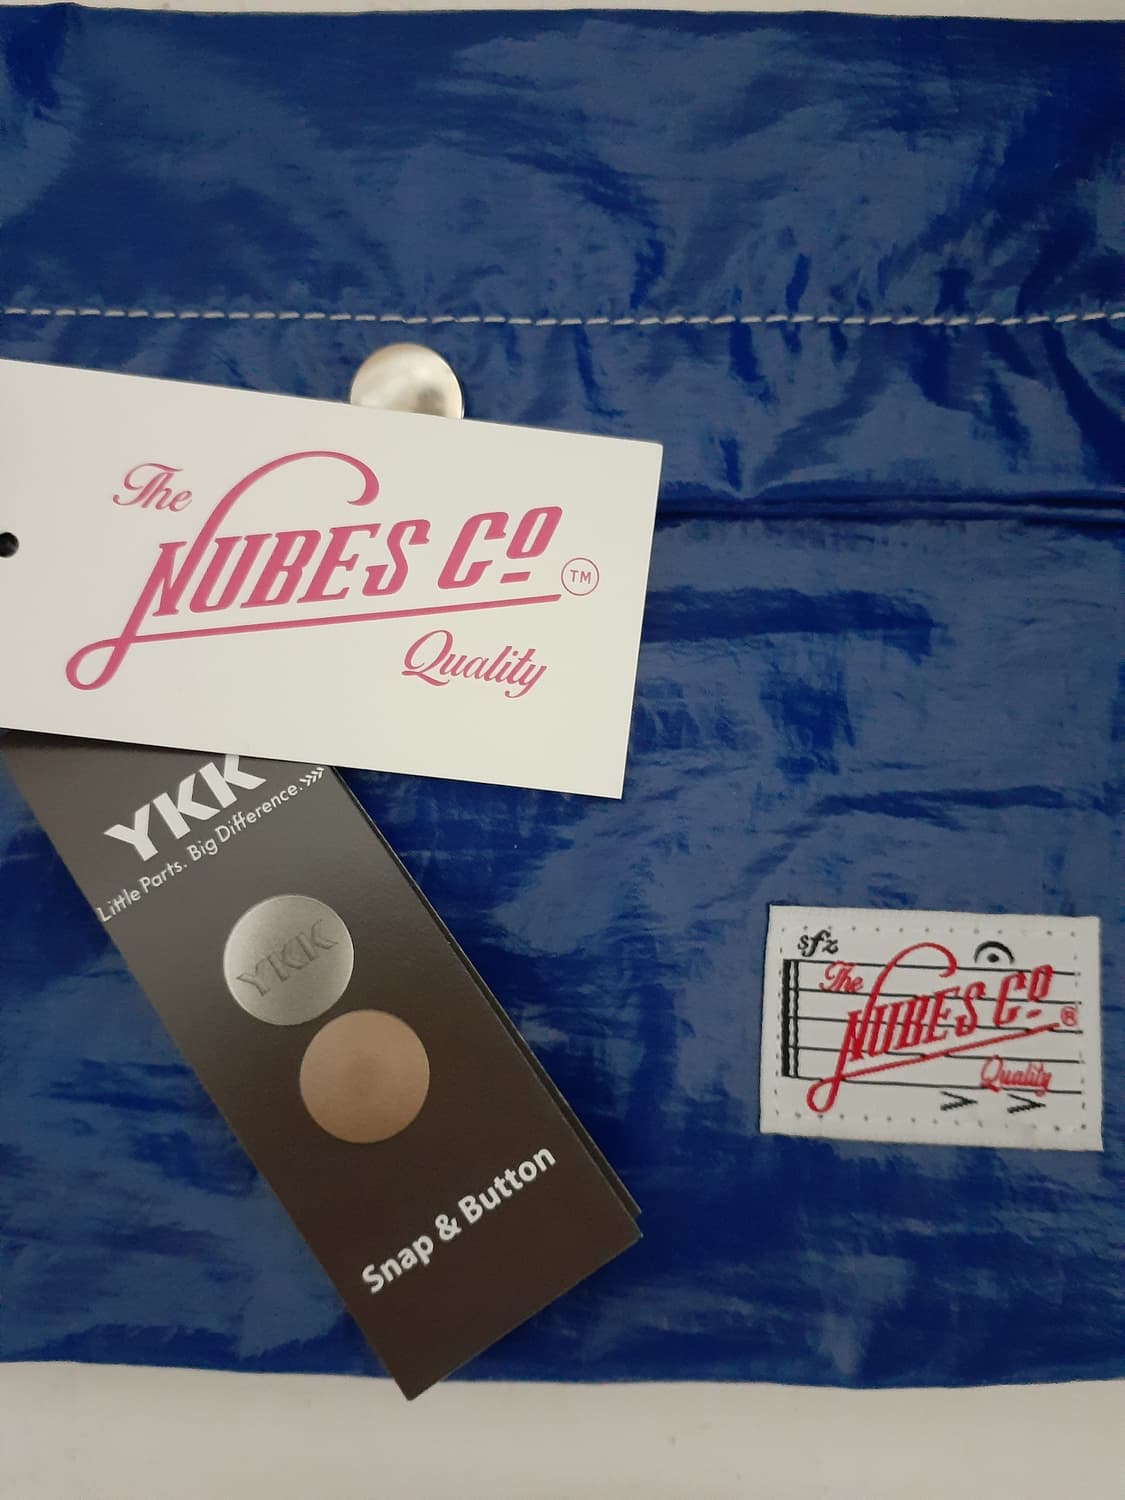 The
NUBES Co
TM
Quality
YKK
Little Parts. Big Difference.
YKK
Snap & Button
sfz
The
NUBES Co
®
Quality